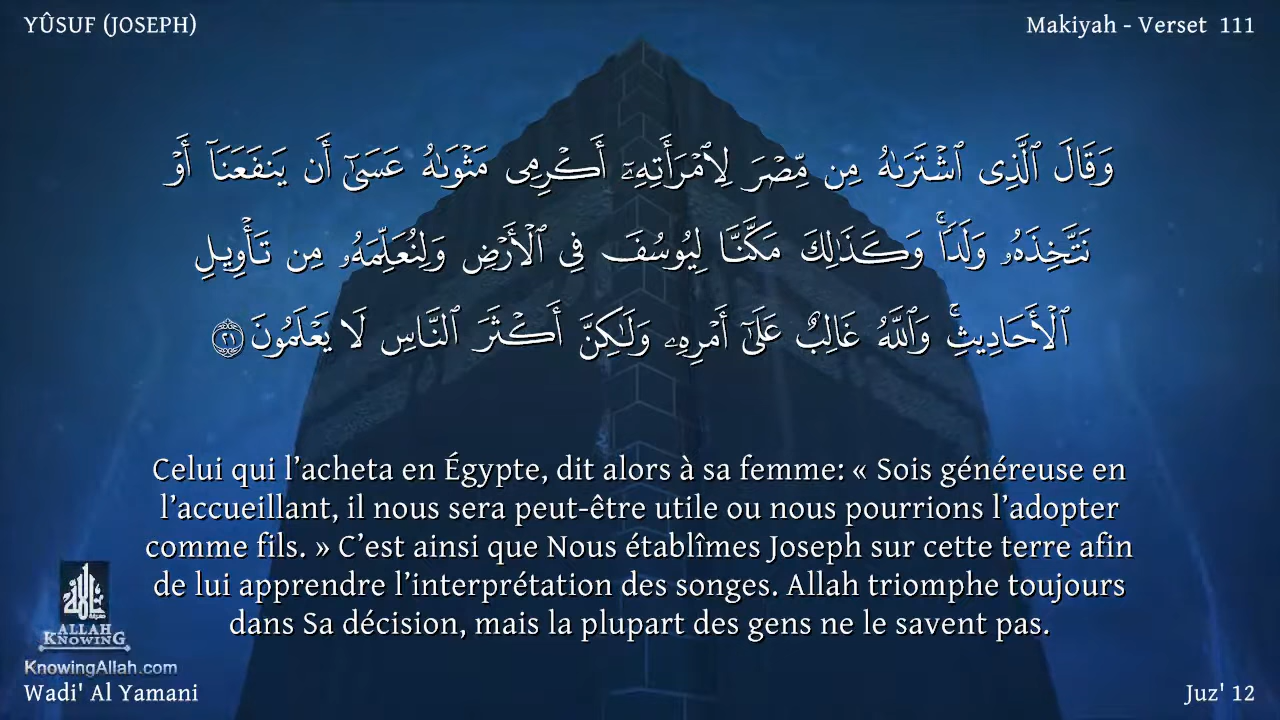 YÛSUF (JOSEPH)
Makiyah - Verset 111
وَقَالَ ٱلَّذِى ٱشْتَرَىٰهُ مِن مِّصْرَ لِٱمْرَأَتِهِۦٓ أَكْرِمِى مَثْوَىٰهُ عَسَىٰٓ أَن يَنفَعَنَآ أَوْ
نَتَّخِذَهُۥ وَلَدًا ۚ وَكَذَٰلِكَ مَكَّنَّا لِيُوسُفَ فِى ٱلْأَرْضِ وَلِنُعَلِّمَهُۥ مِن تَأْوِيلِ
ٱلْأَحَادِيثِ ۚ وَٱللَّهُ غَالِبٌ عَلَىٰٓ أَمْرِهِۦ وَلَٰكِنَّ أَكْثَرَ ٱلنَّاسِ لَا يَعْلَمُونَ ٢١
Celui qui l’acheta en Égypte, dit alors à sa femme: « Sois généreuse en
l’accueillant, il nous sera peut-être utile ou nous pourrions l’adopter
comme fils. » C’est ainsi que Nous établîmes Joseph sur cette terre afin
de lui apprendre l’interprétation des songes. Allah triomphe toujours
dans Sa décision, mais la plupart des gens ne le savent pas.
ALLAH
KNOWING
KnowingAllah.com
Wadi' Al Yamani
Juz' 12